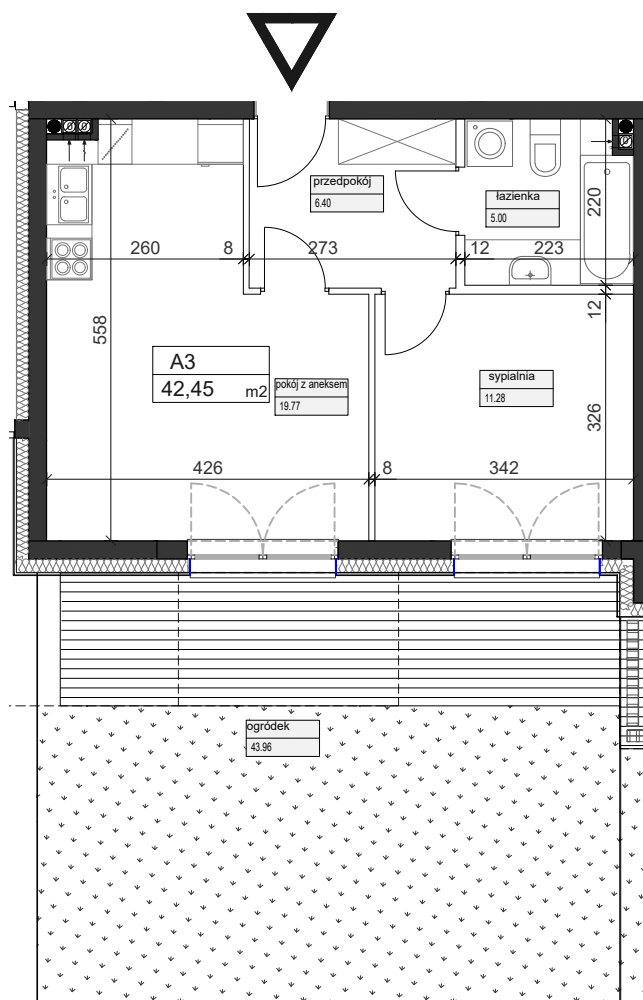 przedpokój
6.40
łazienka
5.00
220
260
8
273
12
223
12
558
A3
42,45 m2
pokój z aneksem
19.77
sypialnia
11.28
326
426
8
342
ogródek
43.96